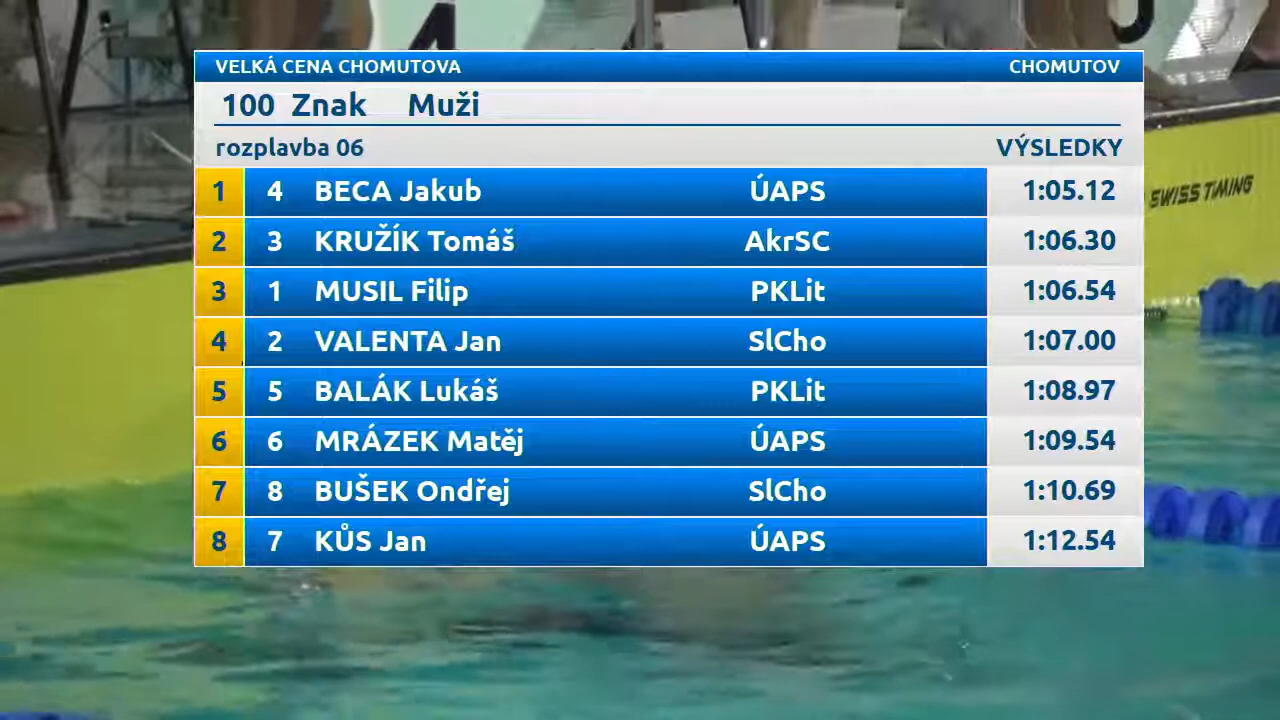 VELKÁ CENA CHOMUTOVA CHOMUTOV
100 Znak Muži
rozplavba 06 VÝSLEDKY
1 4 BECA Jakub ÚAPS 1:05.12
2 3 KRUŽÍK Tomáš AkrSC 1:06.30
3 1 MUSIL Filip PKLit 1:06.54
4 2 VALENTA Jan SlCho 1:07.00
5 5 BALÁK Lukáš PKLit 1:08.97
6 6 MRÁZEK Matěj ÚAPS 1:09.54
7 8 BUŠEK Ondřej SlCho 1:10.69
8 7 KŮS Jan ÚAPS 1:12.54
SWISS TIMING